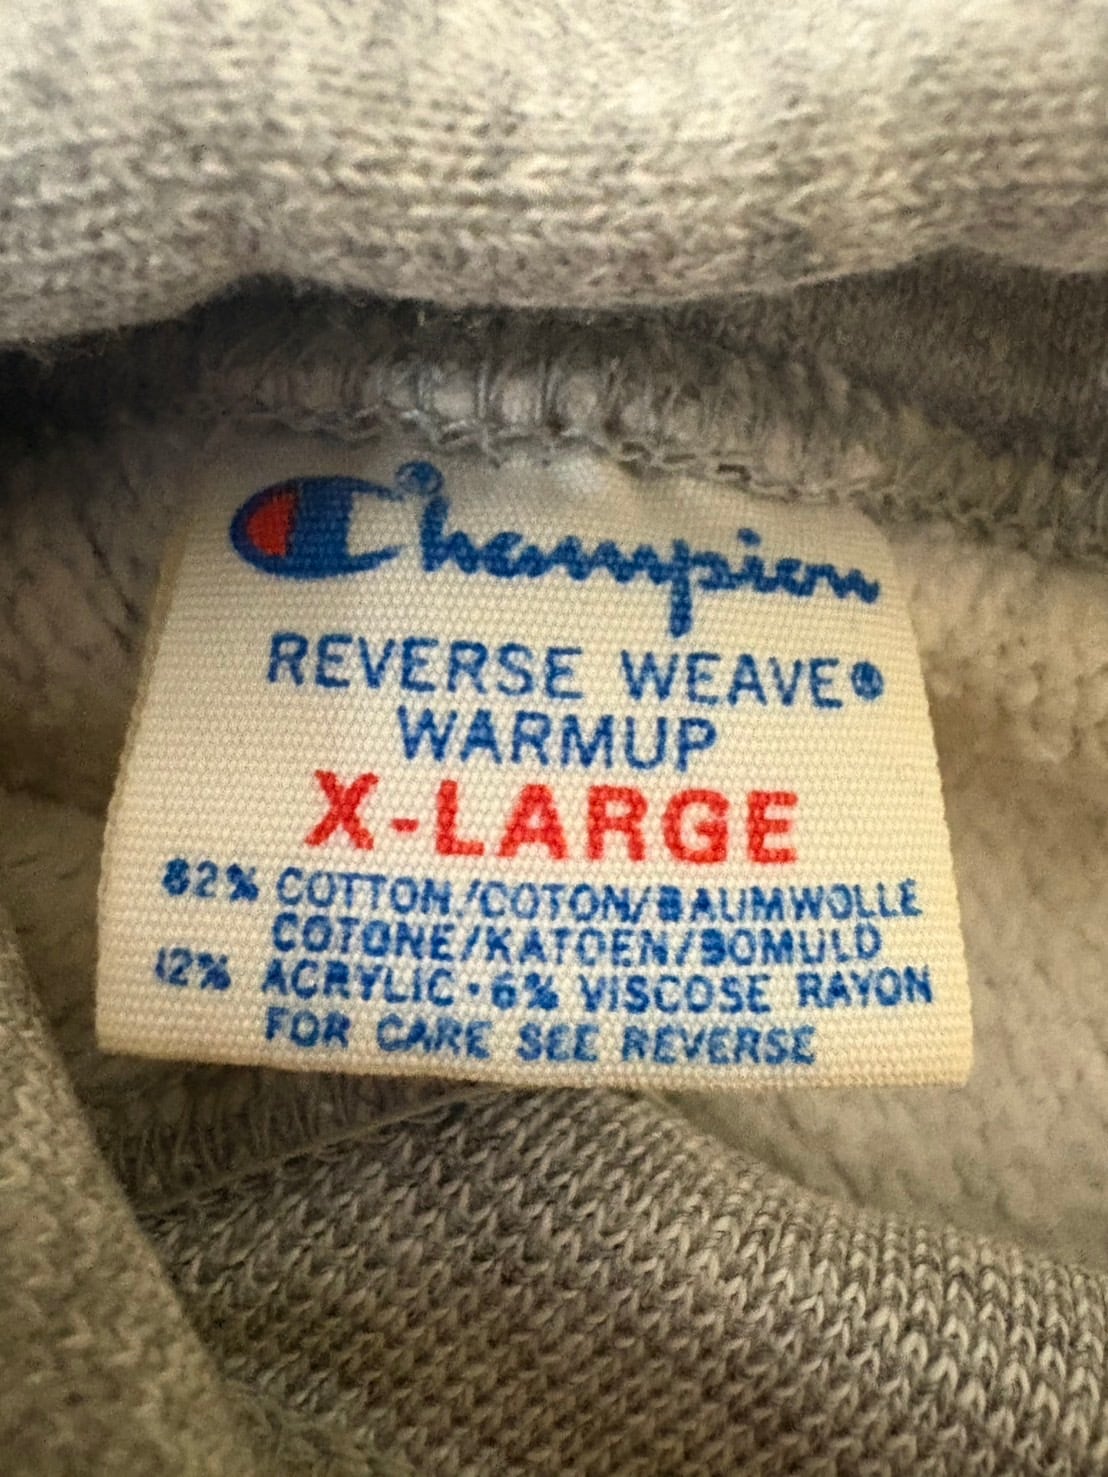 Champion
REVERSE WEAVE®
WARMUP
X-LARGE
82% COTTON/COTON/BAUMWOLLE
COTONE/KATOEN/BOMULD
12% ACRYLIC·6% VISCOSE RAYON
FOR CARE SEE REVERSE